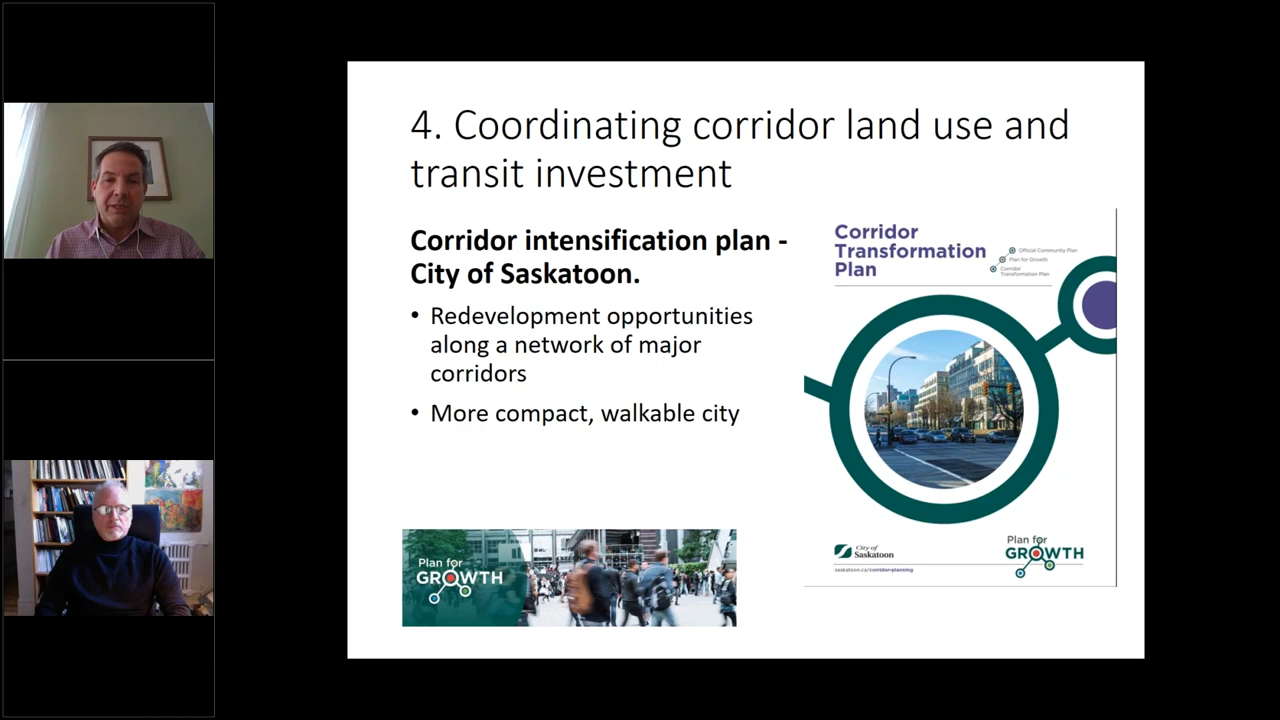 4. Coordinating corridor land use and
transit investment
Corridor intensification plan -
City of Saskatoon.
• Redevelopment opportunities
along a network of major
corridors
• More compact, walkable city
Plan for
GROWTH
Corridor
Transformation
Plan
Official Community Plan
Plan for Growth
Corridor
Transformation Plan
City of
Saskatoon
saskatoon.ca/corridor-planning
Plan for
GROWTH